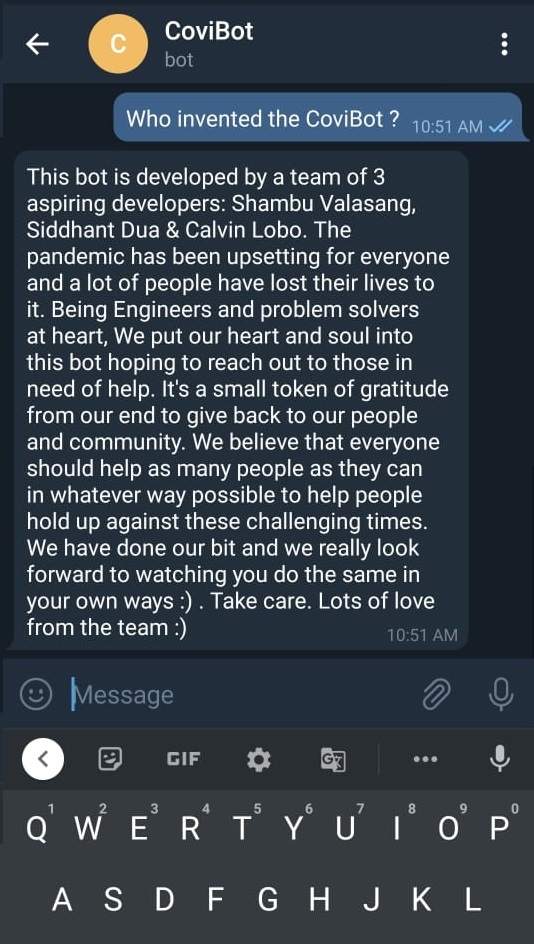 CoviBot
C
bot
Who invented the CoviBot ?
10:51 AM
This bot is developed by a team of 3
aspiring developers: Shambu Valasang,
Siddhant Dua & Calvin Lobo. The
pandemic has been upsetting for everyone
and a lot of people have lost their lives to
it. Being Engineers and problem solvers
at heart, We put our heart and soul into
this bot hoping to reach out to those in
need of help. It's a small token of gratitude
from our end to give back to our people
and community. We believe that everyone
should help as many people as they can
in whatever way possible to help people
hold up against these challenging times.
We have done our bit and we really look
forward to watching you do the same in
your own ways :) . Take care. Lots of love
from the team :)
10:51 AM
Message
GIF
1 2 3 4 5 6 7 8 9 0
Q W E R T Y U I O P
A S D F G H J K L